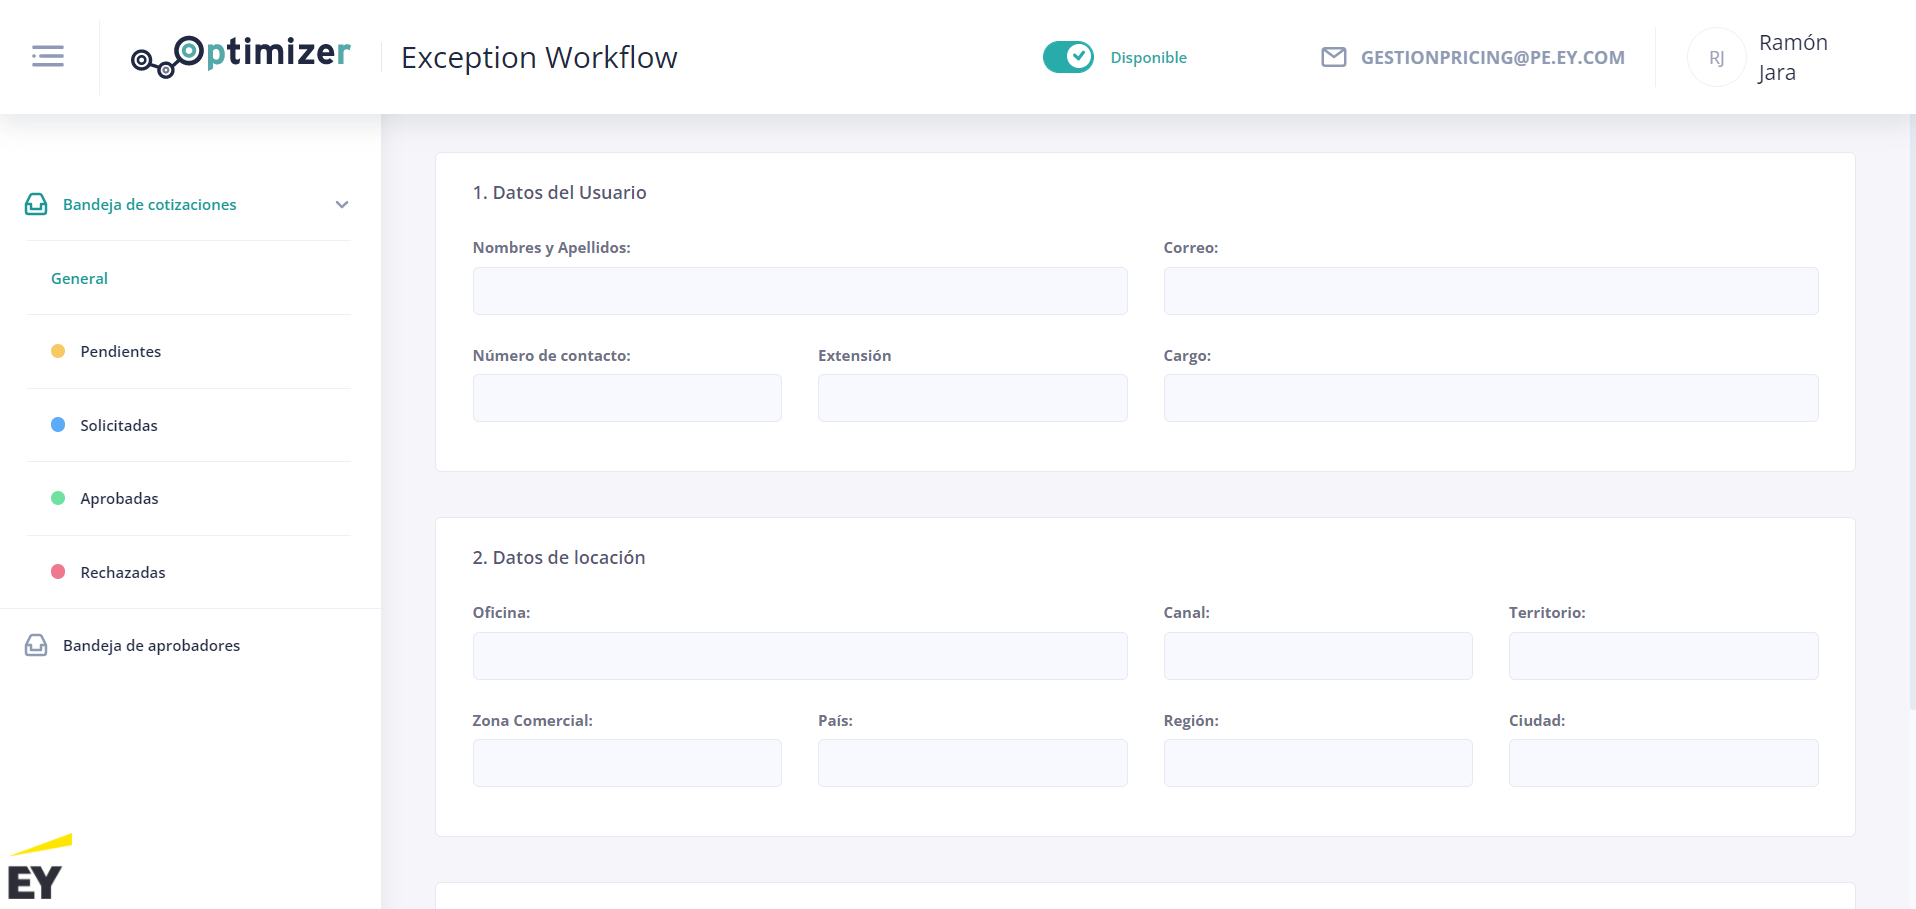 Optimizer
Exception Workflow
Disponible
GESTIONPRICING@PE.EY.COM
RJ
Ramón
Jara
Bandeja de cotizaciones
General
Pendientes
Solicitadas
Aprobadas
Rechazadas
Bandeja de aprobadores
EY
1. Datos del Usuario
Nombres y Apellidos:
Correo:
Número de contacto:
Extensión
Cargo:
2. Datos de locación
Oficina:
Canal:
Territorio:
Zona Comercial:
País:
Región:
Ciudad: